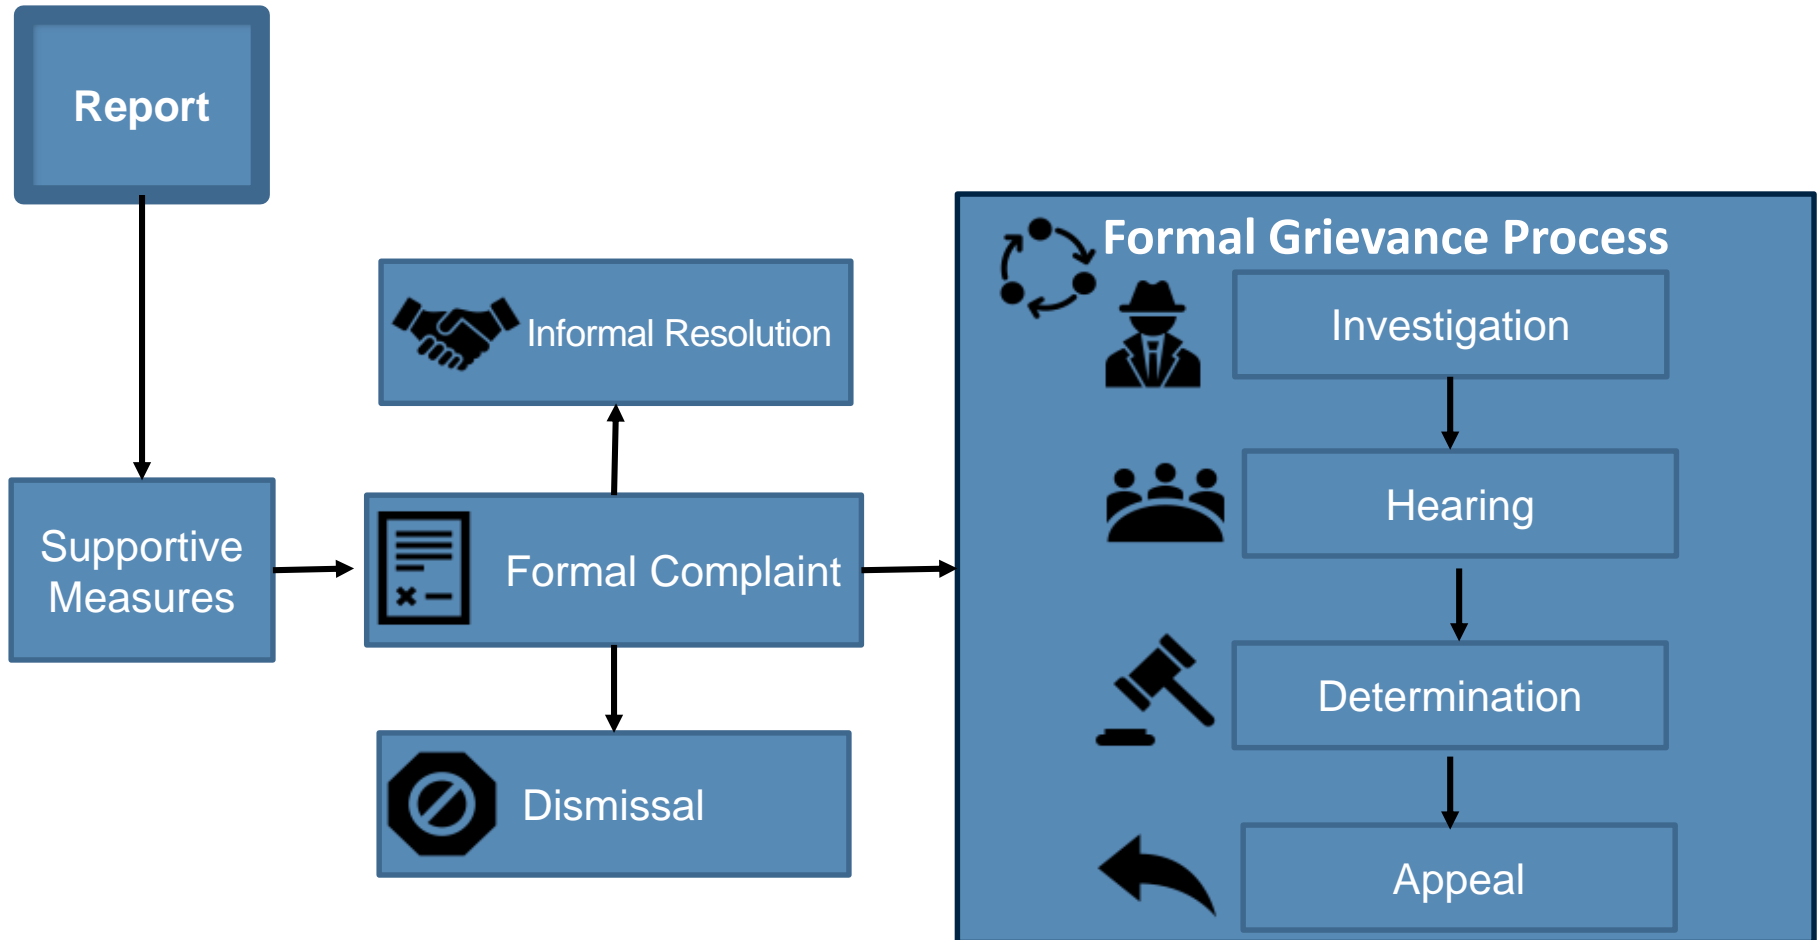 Report
Supportive
Measures
Informal Resolution
Formal Complaint
Dismissal
Formal Grievance Process
Investigation
Hearing
Determination
Appeal